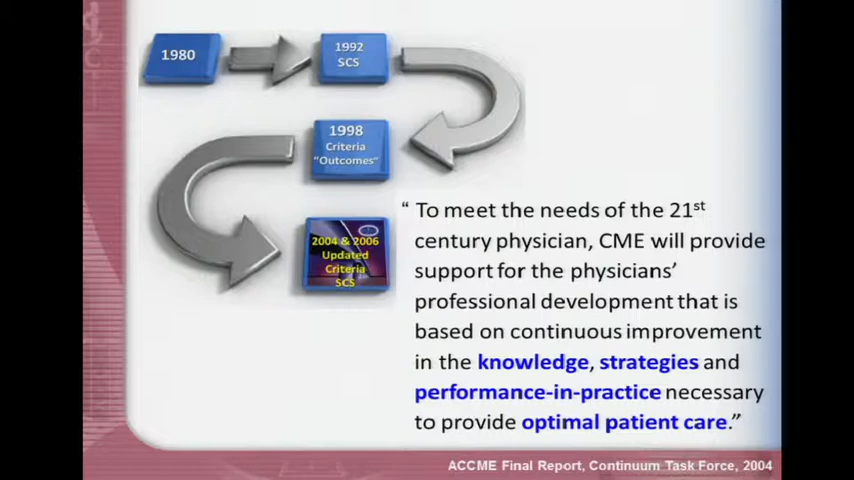 1980
1992
SCS
1998
Criteria
"Outcomes"
2004 & 2006
Updated
Criteria
SCS
“ To meet the needs of the 21st
century physician, CME will provide
support for the physicians’
professional development that is
based on continuous improvement
in the knowledge, strategies and
performance-in-practice necessary
to provide optimal patient care.”
ACCME Final Report, Continuum Task Force, 2004